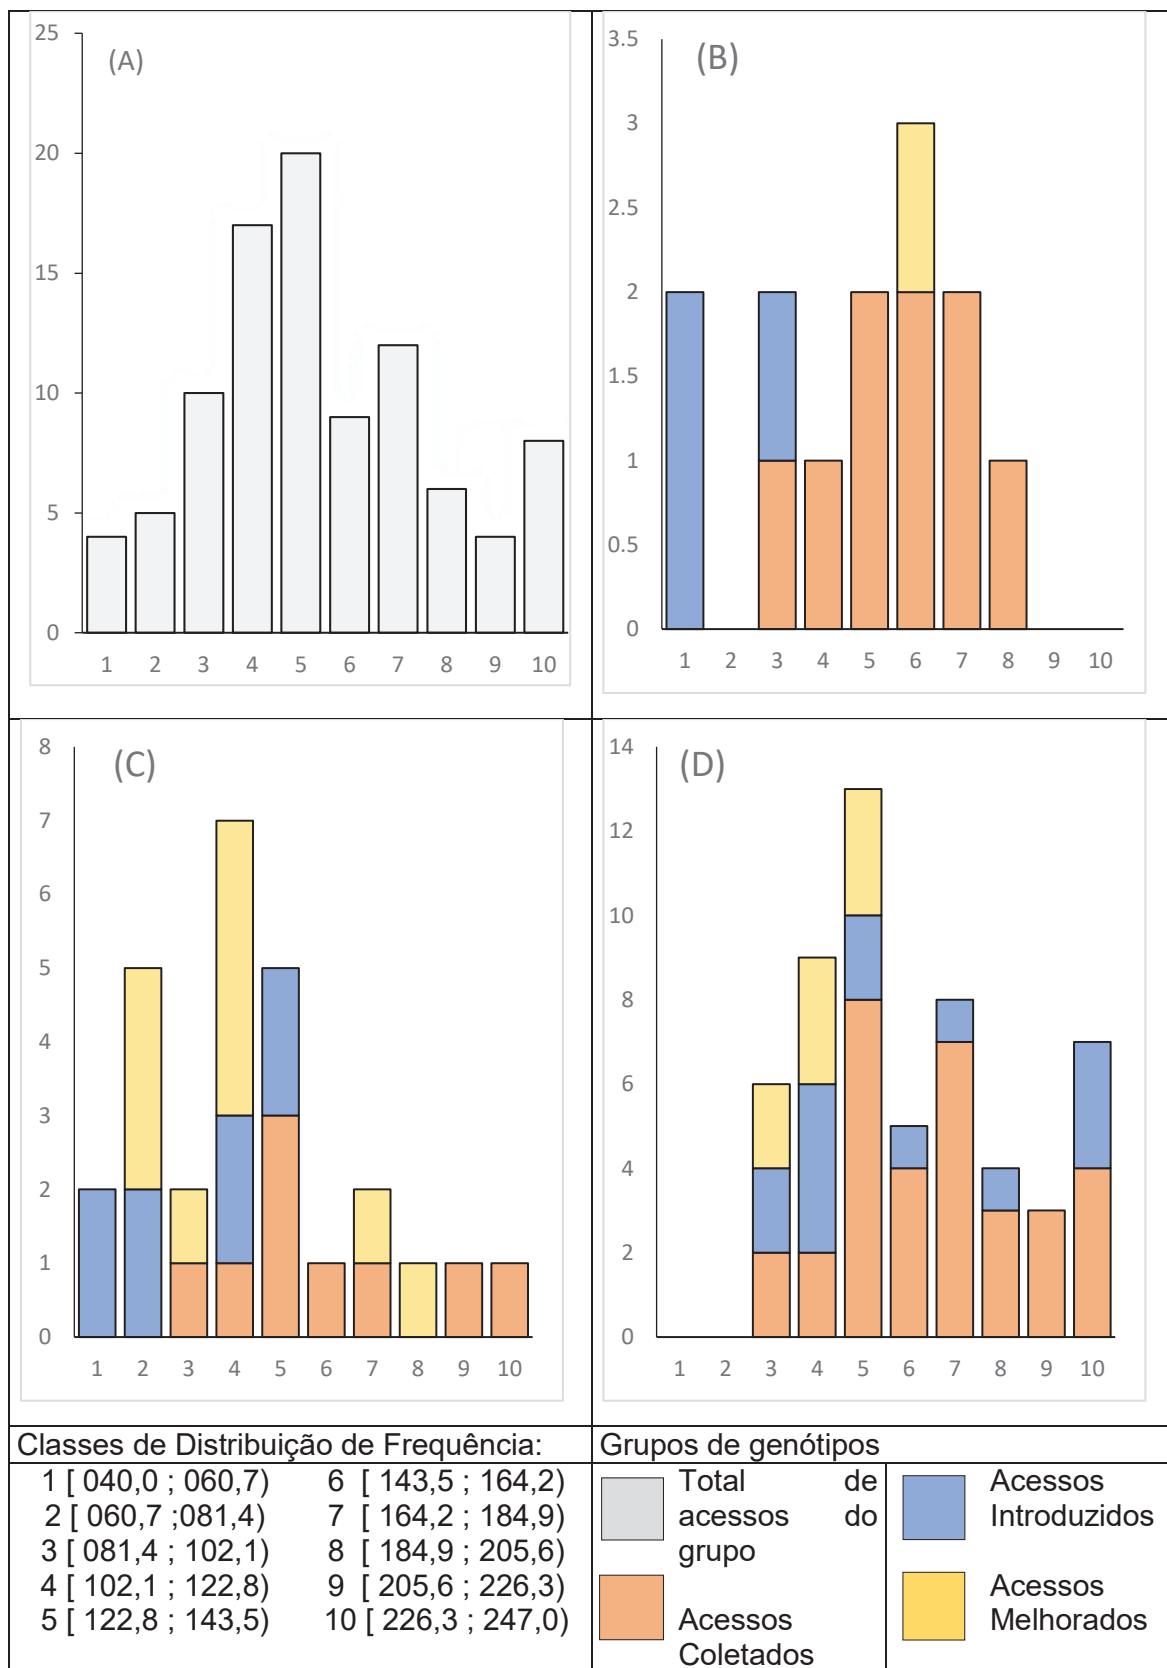 (A)
25
20
15
10
5
0
1 2 3 4 5 6 7 8 9 10
(B)
3.5
3
2.5
2
1.5
1
0.5
0
1 2 3 4 5 6 7 8 9 10
(C)
8
7
6
5
4
3
2
1
0
1 2 3 4 5 6 7 8 9 10
(D)
14
12
10
8
6
4
2
0
1 2 3 4 5 6 7 8 9 10
Classes de Distribuição de Frequência:
1 [ 040,0 ; 060,7) 6 [ 143,5 ; 164,2)
2 [ 060,7 ;081,4) 7 [ 164,2 ; 184,9)
3 [ 081,4 ; 102,1) 8 [ 184,9 ; 205,6)
4 [ 102,1 ; 122,8) 9 [ 205,6 ; 226,3)
5 [ 122,8 ; 143,5) 10 [ 226,3 ; 247,0)
Grupos de genótipos
Total de
acessos do
grupo
Acessos
Coletados
Acessos
Introduzidos
Acessos
Melhorados